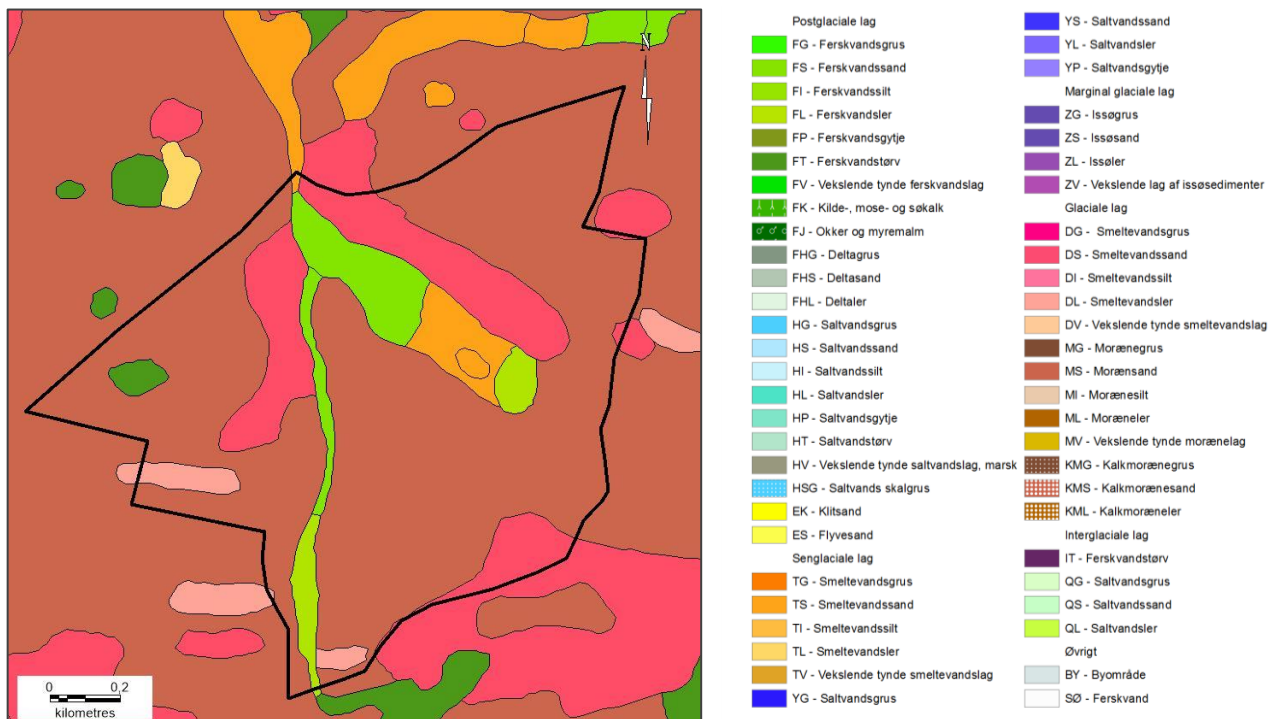 N
0 0,2
kilometres
Postglaciale lag
FG - Ferskvandsgrus
FS - Ferskvandssand
FI - Ferskvandssilt
FL - Ferskvandsler
FP - Ferskvandsgytje
FT - Ferskvandstørv
FV - Vekslende tynde ferskvandslag
FK - Kilde-, mose- og søkalk
FJ - Okker og myremalm
FHG - Deltagrus
FHS - Deltasand
FHL - Deltaler
HG - Saltvandsgrus
HS - Saltvandssand
HI - Saltvandssilt
HL - Saltvandsler
HP - Saltvandsgytje
HT - Saltvandstørv
HV - Vekslende tynde saltvandslag, marsk
HSG - Saltvands skalgrus
EK - Klitsand
ES - Flyvesand
Senglaciale lag
TG - Smeltevandsgrus
TS - Smeltevandssand
TI - Smeltevandssilt
TL - Smeltevandsler
TV - Vekslende tynde smeltevandslag
YG - Saltvandsgrus
YS - Saltvandssand
YL - Saltvandsler
YP - Saltvandsgytje
Marginal glaciale lag
ZG - Issøgrus
ZS - Issøsand
ZL - Issøler
ZV - Vekslende lag af issøsedimenter
Glaciale lag
DG - Smeltevandsgrus
DS - Smeltevandssand
DI - Smeltevandssilt
DL - Smeltevandsler
DV - Vekslende tynde smeltevandslag
MG - Morænegrus
MS - Morænsand
MI - Morænesilt
ML - Moræneler
MV - Vekslende tynde morænelag
KMG - Kalkmorænegrus
KMS - Kalkmorænesand
KML - Kalkmoræneler
Interglaciale lag
IT - Ferskvandstørv
QG - Saltvandsgrus
QS - Saltvandssand
QL - Saltvandsler
Øvrigt
BY - Byområde
SØ - Ferskvand